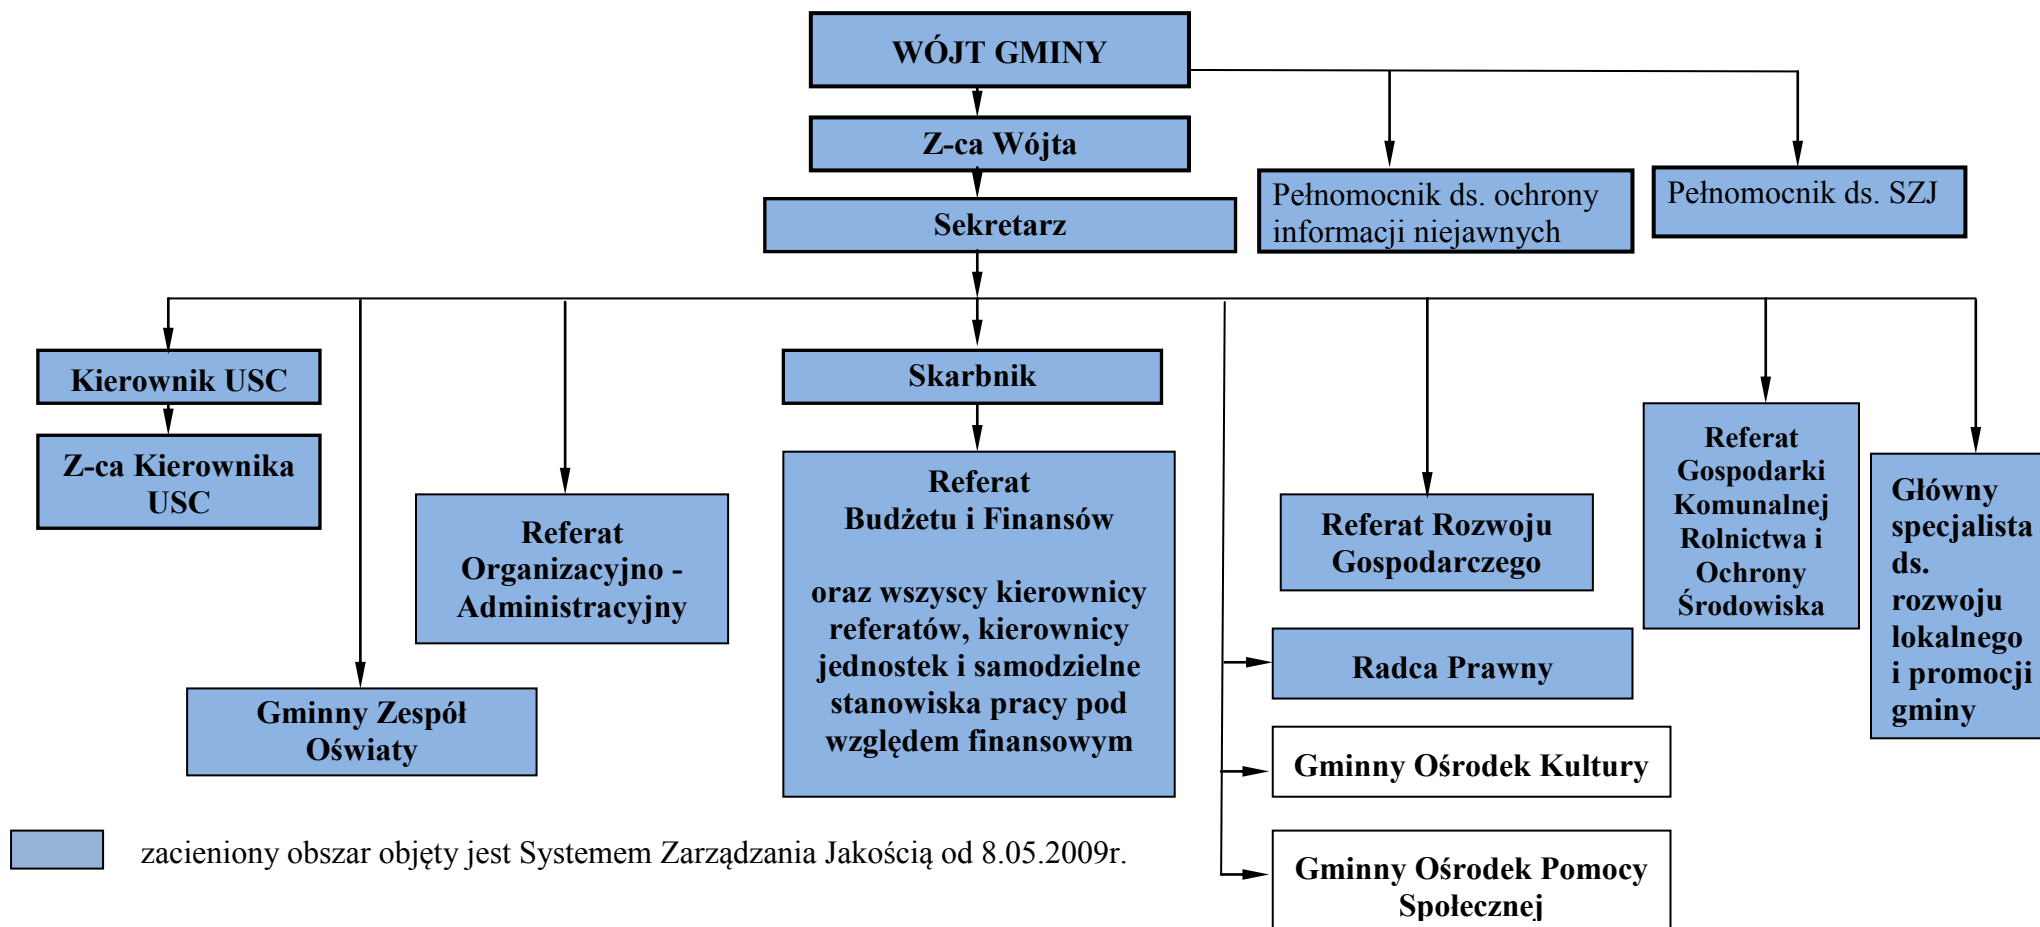 WÓJT GMINY
Z-ca Wójta
Sekretarz
Pełnomocnik ds. ochrony
informacji niejawnych
Pełnomocnik ds. SZJ
Kierownik USC
Z-ca Kierownika
USC
Gminny Zespół
Oświaty
Referat
Organizacyjno -
Administracyjny
Skarbnik
Referat
Budżetu i Finansów
oraz wszyscy kierownicy
referatów, kierownicy
jednostek i samodzielne
stanowiska pracy pod
względem finansowym
Referat Rozwoju
Gospodarczego
Radca Prawny
Gminny Ośrodek Kultury
Gminny Ośrodek Pomocy
Społecznej
Referat
Gospodarki
Komunalnej
Rolnictwa i
Ochrony
Środowiska
Główny
specjalista
ds.
rozwoju
lokalnego
i promocji
gminy
zacieniony obszar objęty jest Systemem Zarządzania Jakością od 8.05.2009r.